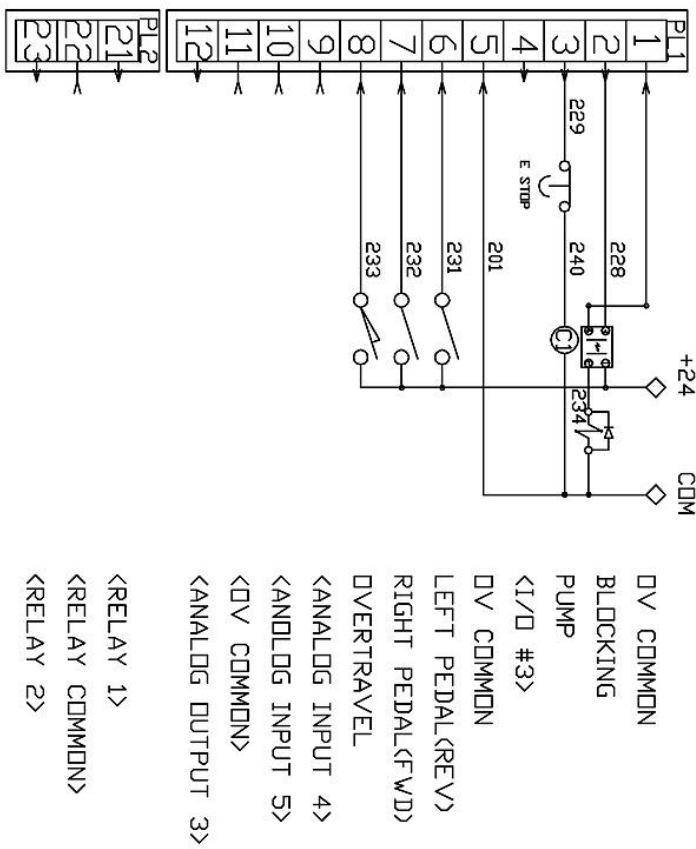 +24 COM
PL1
1 0V COMMON
2 228 BLOCKING
234
3 229 240 C1 PUMP
E STOP
4 <I/O #3>
5 201 0V COMMON
6 231 LEFT PEDAL(REV)
7 232 RIGHT PEDAL(FWD)
8 233 OVERTRAVEL
9 <ANALOG INPUT 4>
10 <ANOLOG INPUT 5>
11 <0V COMMON>
12 <ANALOG OUTPUT 3>
PL2
21 <RELAY 1>
22 <RELAY COMMON>
23 <RELAY 2>